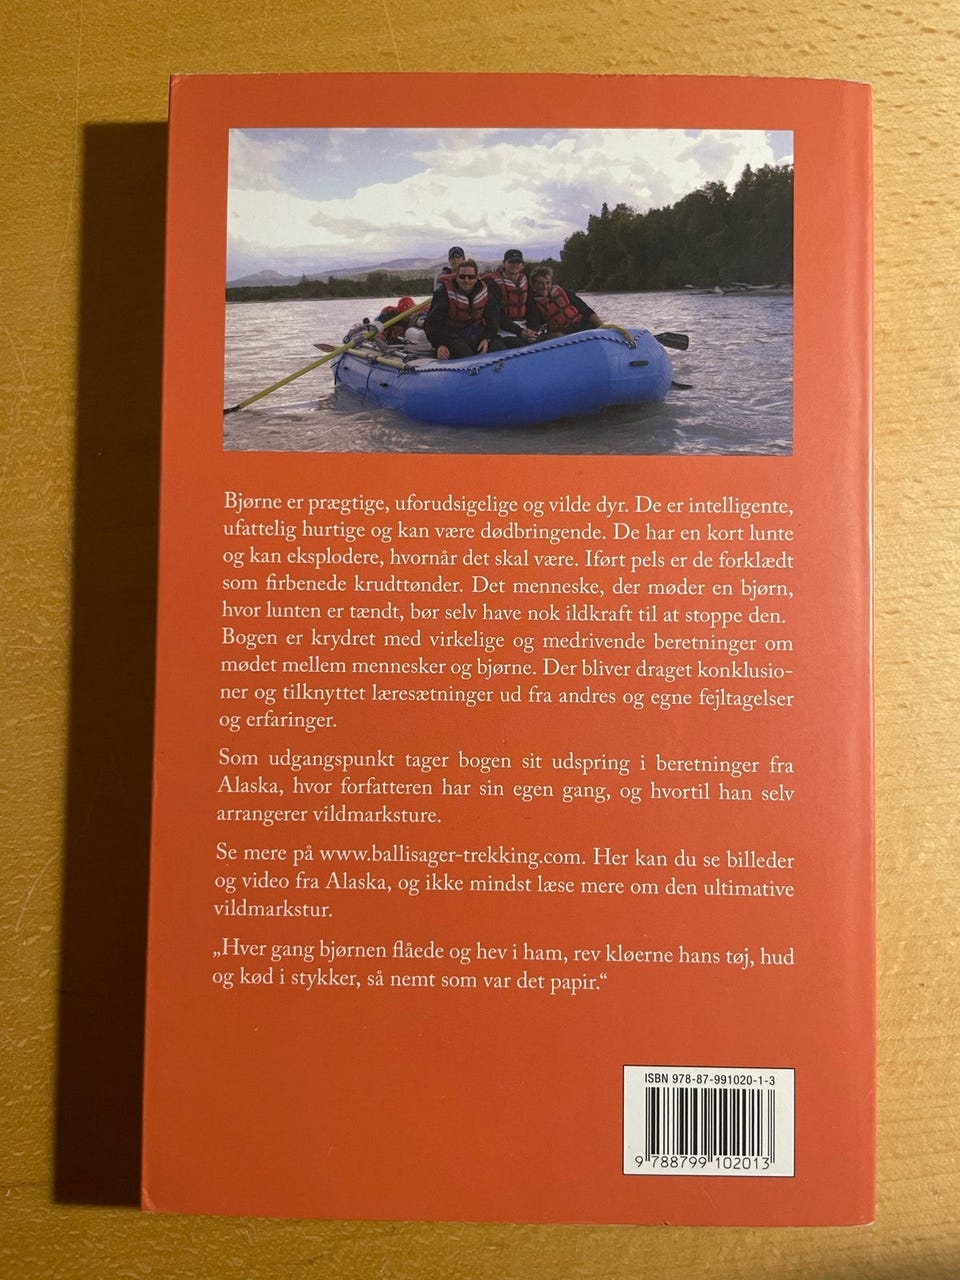 Bjørne er prægtige, uforudsigelige og vilde dyr. De er intelligente,
ufattelig hurtige og kan være dødbringende. De har en kort lunte
og kan eksplodere, hvornår det skal være. Iført pels er de forklædt
som firbenede krudttønder. Det menneske, der møder en bjørn,
hvor lunten er tændt, bør selv have nok ildkraft til at stoppe den.
Bogen er krydret med virkelige og medrivende beretninger om
mødet mellem mennesker og bjørne. Der bliver draget konklusio-
ner og tilknyttet læresætninger ud fra andres og egne fejltagelser
og erfaringer.
Som udgangspunkt tager bogen sit udspring i beretninger fra
Alaska, hvor forfatteren har sin egen gang, og hvortil han selv
arrangerer vildmarksture.
Se mere på www.ballisager-trekking.com. Her kan du se billeder
og video fra Alaska, og ikke mindst læse mere om den ultimative
vildmarkstur.
„Hver gang bjørnen flåede og hev i ham, rev kløerne hans tøj, hud
og kød i stykker, så nemt som var det papir.“
ISBN 978-87-991020-1-3
9 788799 102013